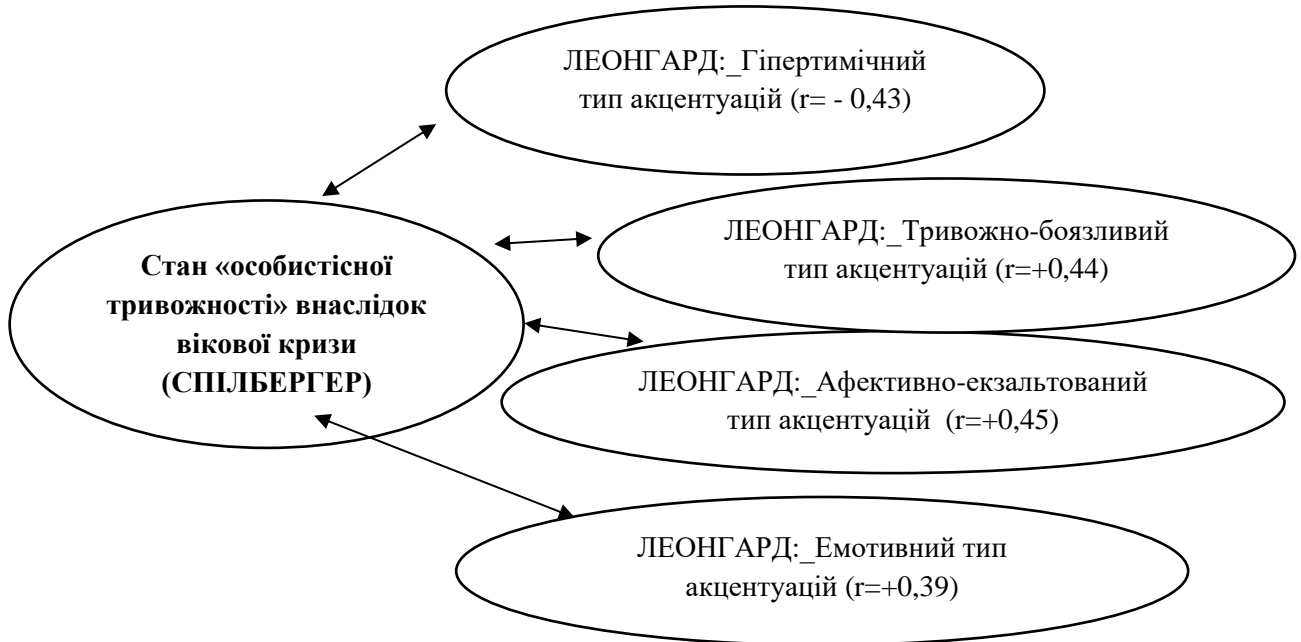 ЛЕОНГАРД:_Гіпертимічний
тип акцентуацій (r= - 0,43)
ЛЕОНГАРД:_Тривожно-боязливий
тип акцентуацій (r=+0,44)
Стан «особистісної
тривожності» внаслідок
вікової кризи
(СПІЛБЕРГЕР)
ЛЕОНГАРД:_Афективно-екзальтований
тип акцентуацій (r=+0,45)
ЛЕОНГАРД:_Емотивний тип
акцентуацій (r=+0,39)